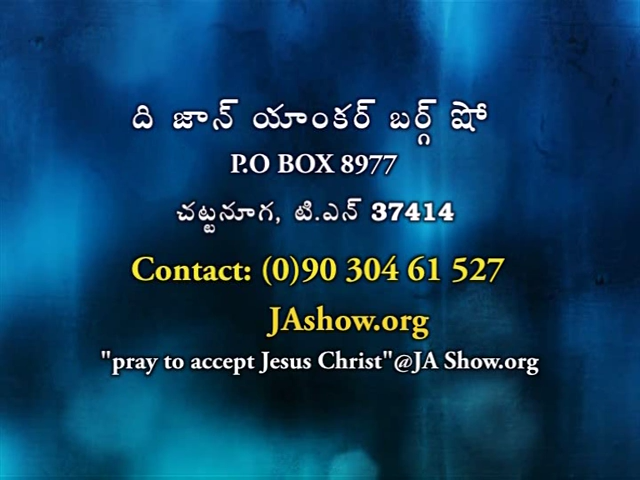 ది జాన్ యాంకర్ బర్గ్ షో
P.O BOX 8977
చట్టనూగ, టి.ఎన్ 37414
Contact: (0)90 304 61 527
JAshow.org
"pray to accept Jesus Christ"@JA Show.org